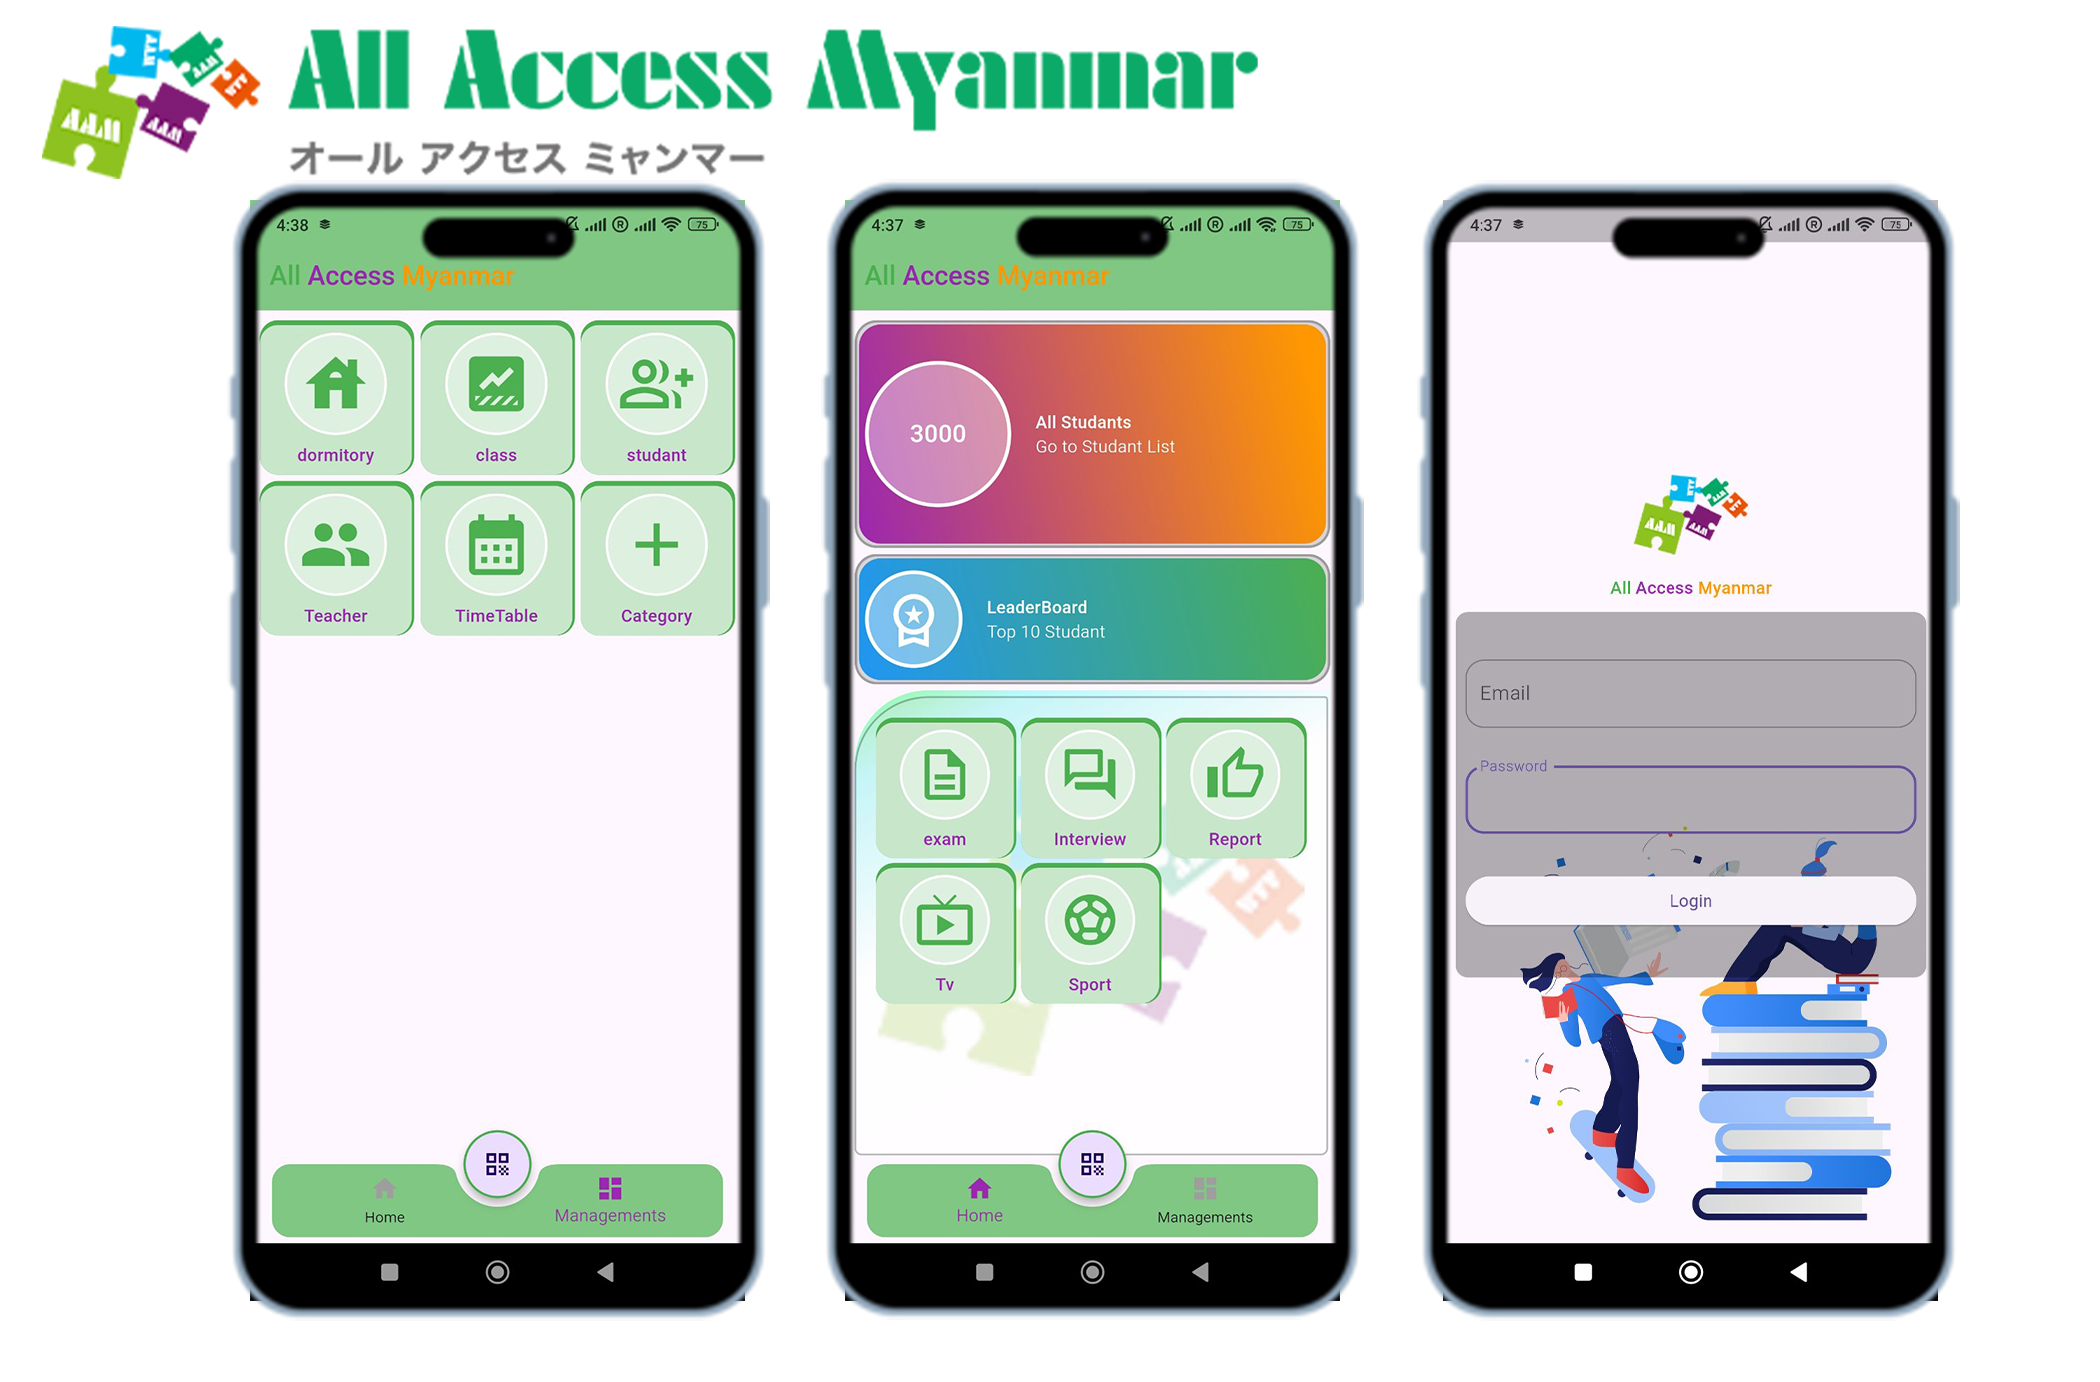 AAM
AAM
AAM
All Access Myanmar
オール アクセス ミャンマー
4:38
R
75
All Access Myanmar
dormitory
class
studant
Teacher
TimeTable
Category
Home
Managements
4:37
R
75
All Access Myanmar
3000
All Studants
Go to Studant List
LeaderBoard
Top 10 Studant
exam
Interview
Report
Tv
Sport
Home
Managements
4:37
R
75
AAM
AAM
All Access Myanmar
Email
Password
Login